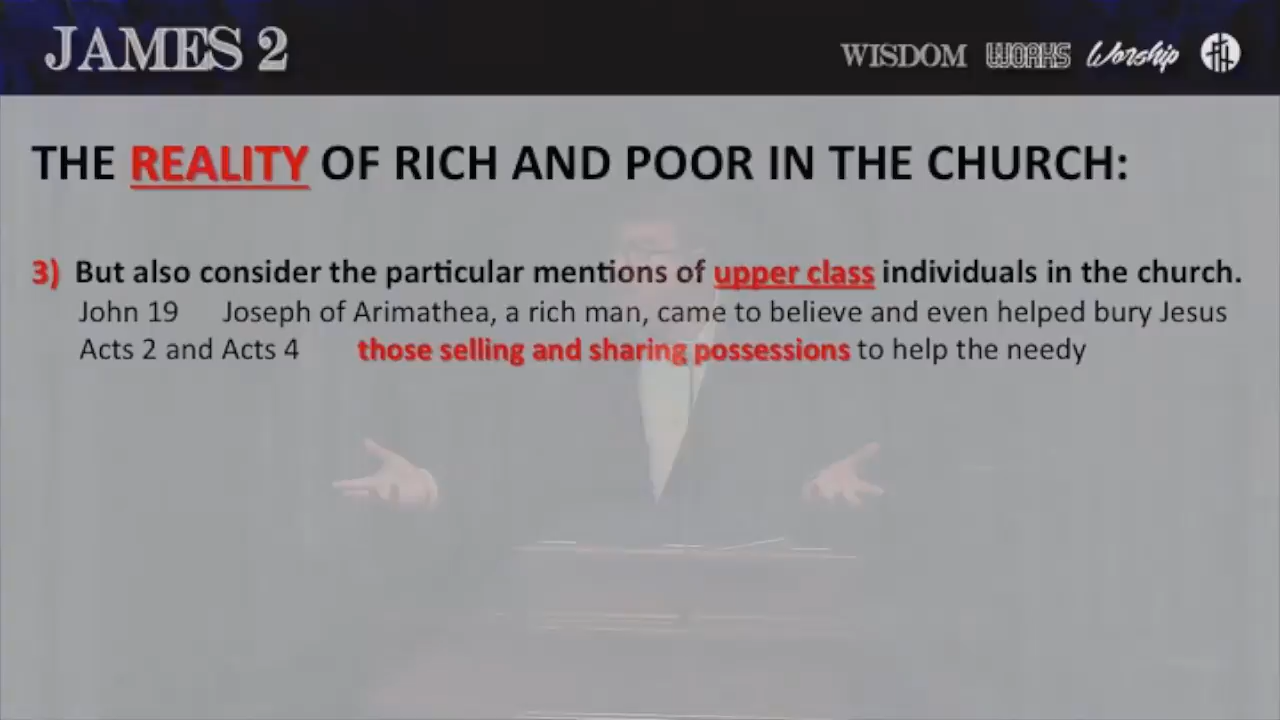 JAMES 2
WISDOM WORKS Worship
THE REALITY OF RICH AND POOR IN THE CHURCH:
3) But also consider the particular mentions of upper class individuals in the church.
John 19 Joseph of Arimathea, a rich man, came to believe and even helped bury Jesus
Acts 2 and Acts 4 those selling and sharing possessions to help the needy